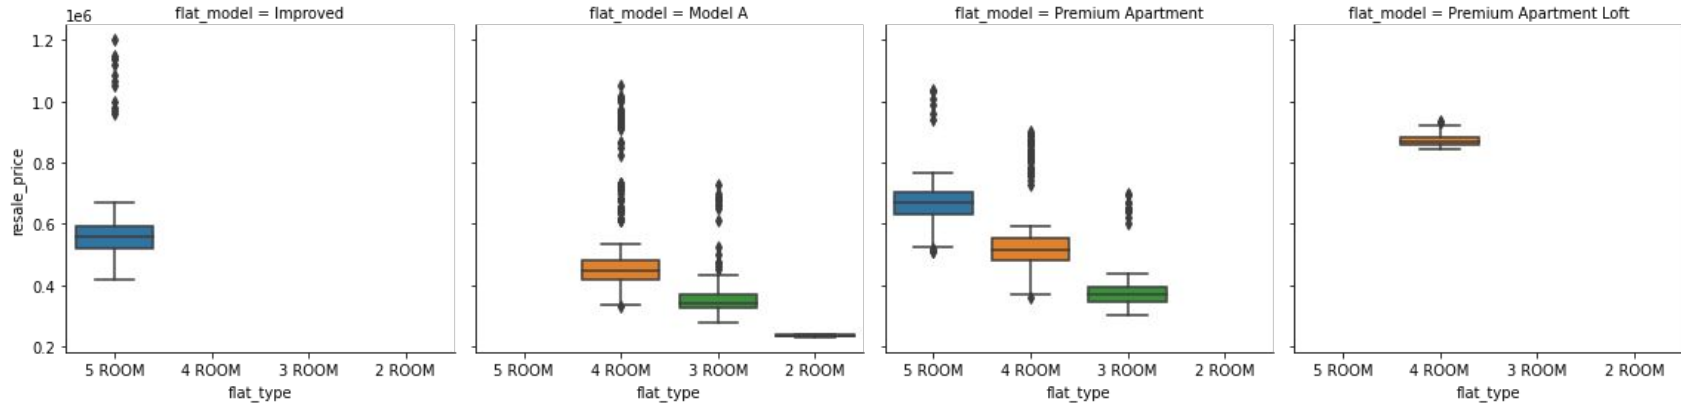 flat_model = Improved
flat_model = Model A
flat_model = Premium Apartment
flat_model = Premium Apartment Loft
1e6
1.2
1.0
0.8
0.6
0.4
0.2
resale_price
5 ROOM 4 ROOM 3 ROOM 2 ROOM
5 ROOM 4 ROOM 3 ROOM 2 ROOM
5 ROOM 4 ROOM 3 ROOM 2 ROOM
5 ROOM 4 ROOM 3 ROOM 2 ROOM
flat_type
flat_type
flat_type
flat_type